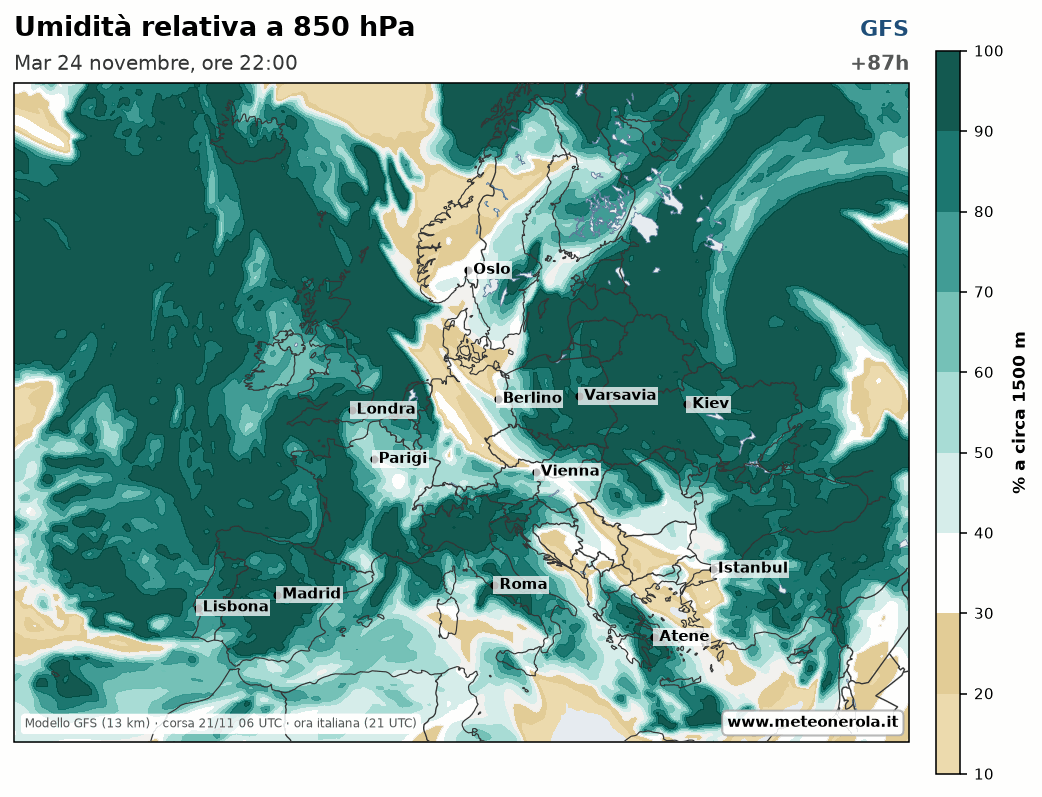 Umidità relativa a 850 hPa
GFS
Mar 24 novembre, ore 22:00
+87h
100
90
80
70
60
50
40
30
20
10
% a circa 1500 m
Oslo
Berlino
Varsavia
Kiev
Londra
Parigi
Vienna
Istanbul
Roma
Madrid
Lisbona
Atene
Modello GFS (13 km) · corsa 21/11 06 UTC · ora italiana (21 UTC)
www.meteonerola.it